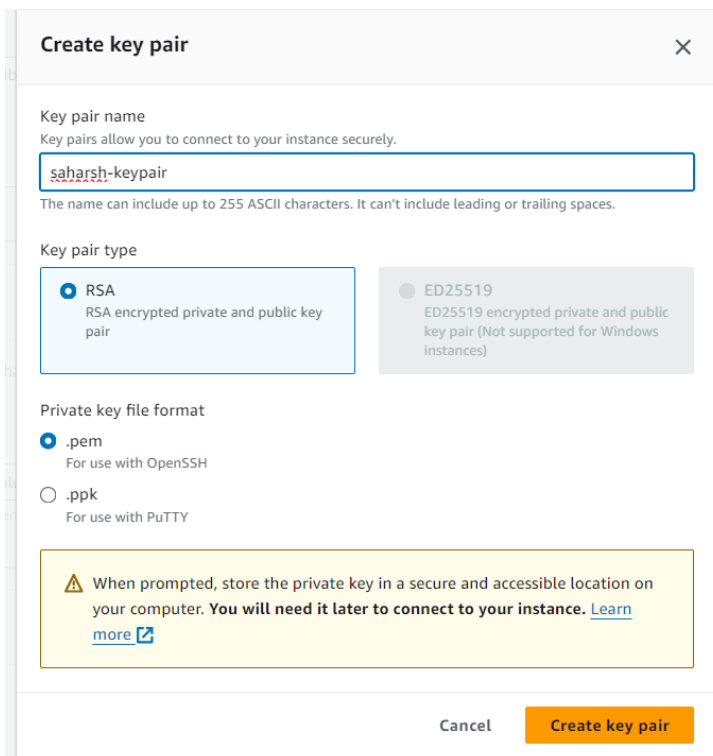 Create key pair
Key pair name
Key pairs allow you to connect to your instance securely.
saharsh-keypair
The name can include up to 255 ASCII characters. It can't include leading or trailing spaces.
Key pair type
RSA
RSA encrypted private and public key
pair
ED25519
ED25519 encrypted private and public
key pair (Not supported for Windows
instances)
Private key file format
.pem
For use with OpenSSH
.ppk
For use with PuTTY
When prompted, store the private key in a secure and accessible location on
your computer. You will need it later to connect to your instance. Learn
more
Cancel
Create key pair